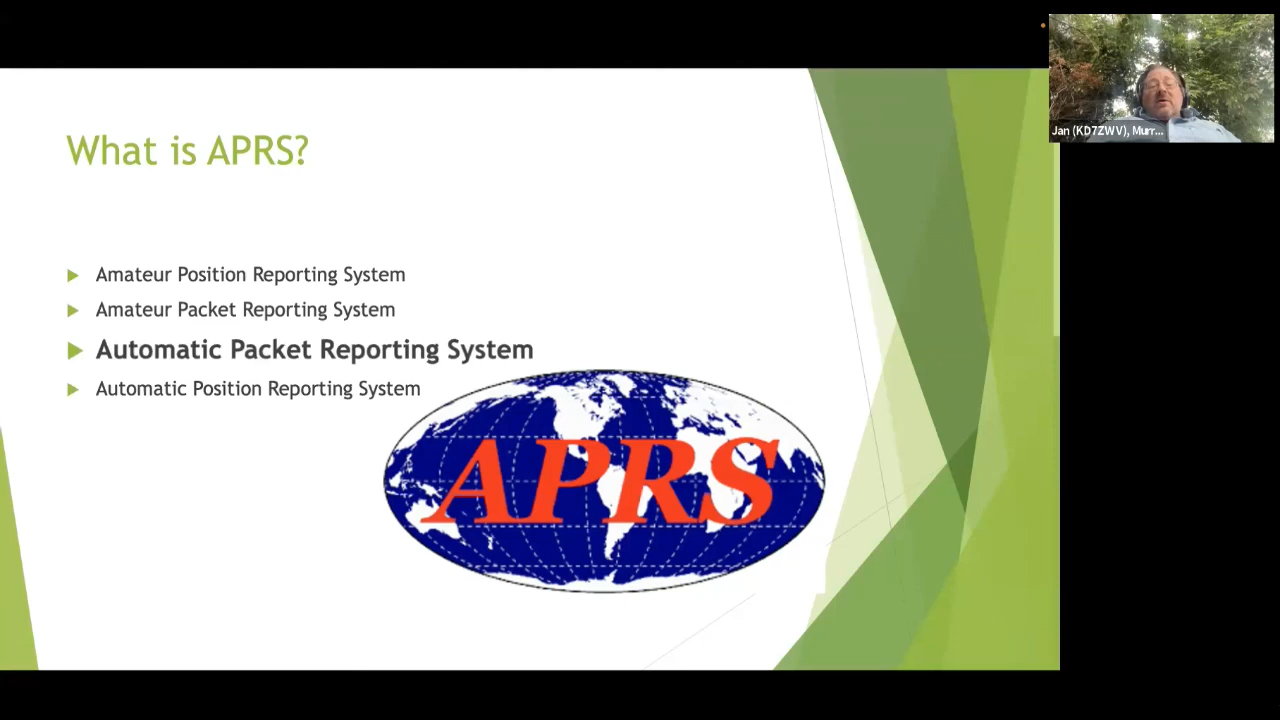 What is APRS?
Amateur Position Reporting System
Amateur Packet Reporting System
Automatic Packet Reporting System
Automatic Position Reporting System
APRS
Jan (KD7ZWV), Murr...